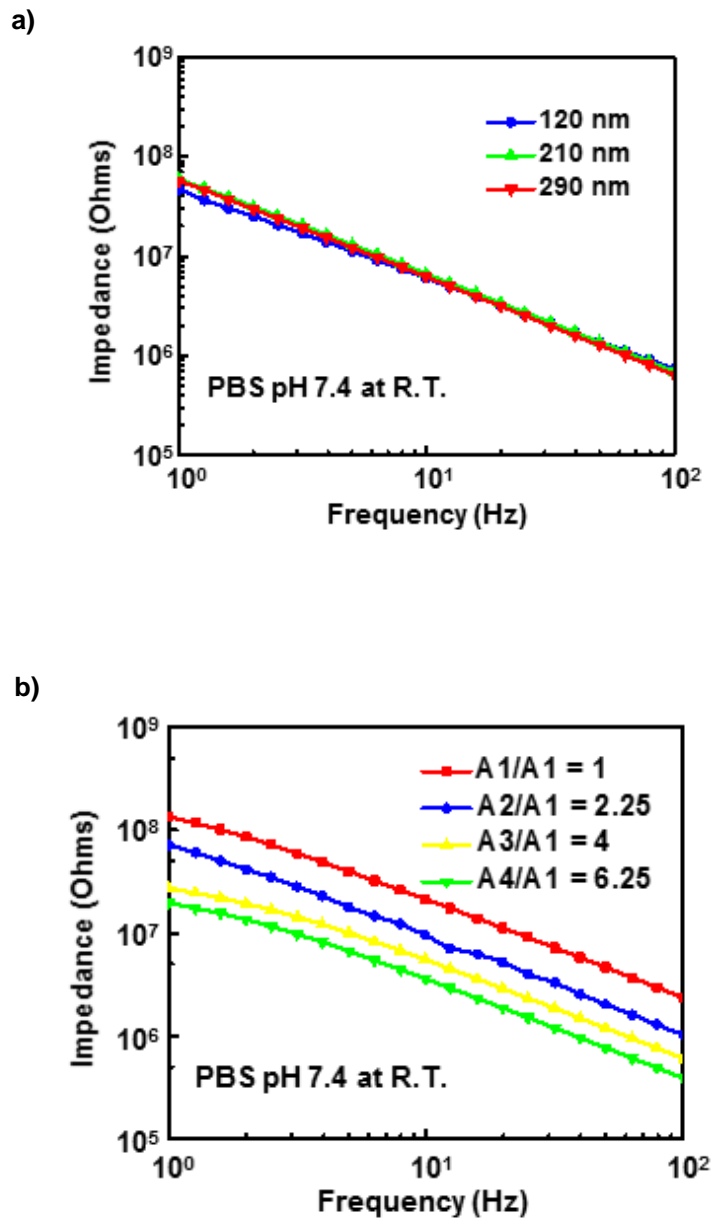 a)
10⁹
10⁸
10⁷
10⁶
10⁵
Impedance (Ohms)
120 nm
210 nm
290 nm
PBS pH 7.4 at R.T.
10⁰
10¹
10²
Frequency (Hz)
b)
10⁹
10⁸
10⁷
10⁶
10⁵
Impedance (Ohms)
A1/A1 = 1
A2/A1 = 2.25
A3/A1 = 4
A4/A1 = 6.25
PBS pH 7.4 at R.T.
10⁰
10¹
10²
Frequency (Hz)